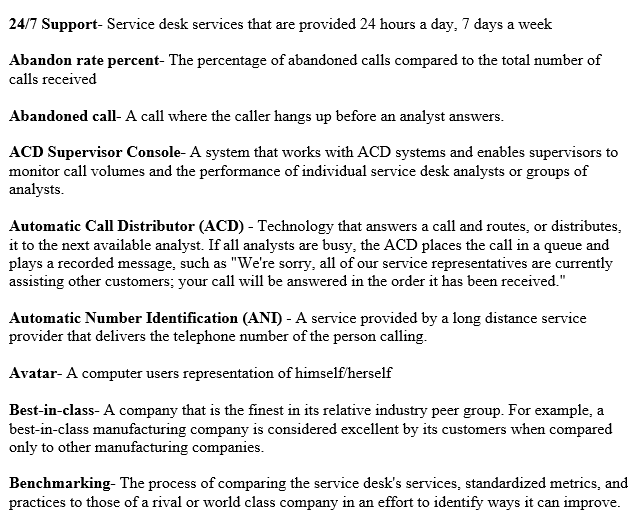 24/7 Support- Service desk services that are provided 24 hours a day, 7 days a week
Abandon rate percent- The percentage of abandoned calls compared to the total number of
calls received
Abandoned call- A call where the caller hangs up before an analyst answers.
ACD Supervisor Console- A system that works with ACD systems and enables supervisors to
monitor call volumes and the performance of individual service desk analysts or groups of
analysts.
Automatic Call Distributor (ACD) - Technology that answers a call and routes, or distributes,
it to the next available analyst. If all analysts are busy, the ACD places the call in a queue and
plays a recorded message, such as "We're sorry, all of our service representatives are currently
assisting other customers; your call will be answered in the order it has been received."
Automatic Number Identification (ANI) - A service provided by a long distance service
provider that delivers the telephone number of the person calling.
Avatar- A computer users representation of himself/herself
Best-in-class- A company that is the finest in its relative industry peer group. For example, a
best-in-class manufacturing company is considered excellent by its customers when compared
only to other manufacturing companies.
Benchmarking- The process of comparing the service desk's services, standardized metrics, and
practices to those of a rival or world class company in an effort to identify ways it can improve.